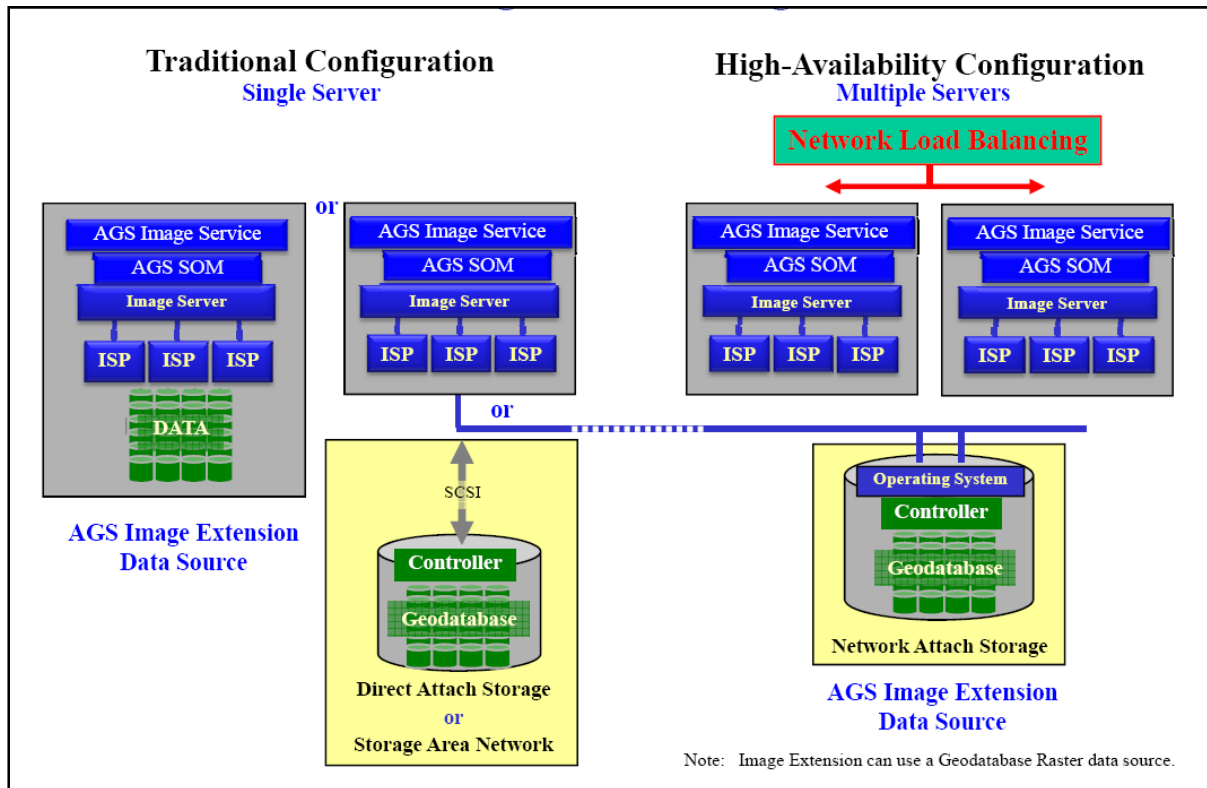 Traditional Configuration
Single Server
High-Availability Configuration
Multiple Servers
Network Load Balancing
or
AGS Image Service
AGS SOM
Image Server
ISP ISP ISP
DATA
AGS Image Extension
Data Source
AGS Image Service
AGS SOM
Image Server
ISP ISP ISP
or
SCSI
Controller
Geodatabase
Direct Attach Storage
or
Storage Area Network
AGS Image Service
AGS SOM
Image Server
ISP ISP ISP
AGS Image Service
AGS SOM
Image Server
ISP ISP ISP
Operating System
Controller
Geodatabase
Network Attach Storage
AGS Image Extension
Data Source
Note: Image Extension can use a Geodatabase Raster data source.